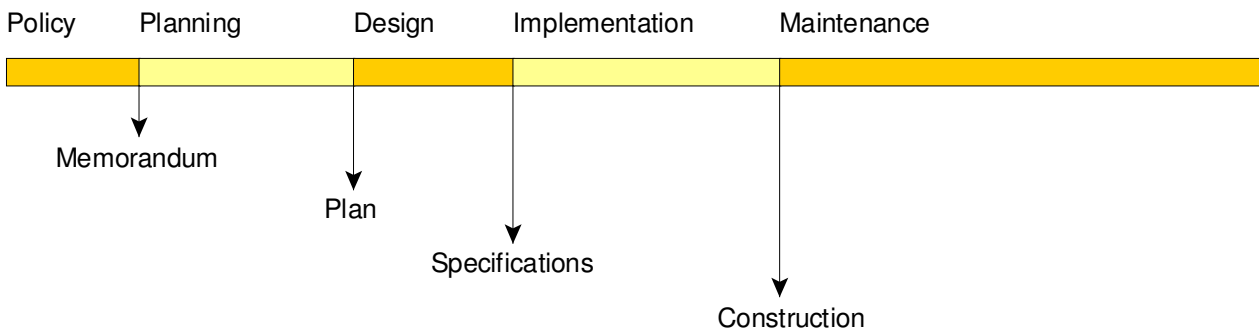 Policy Planning Design Implementation Maintenance
Memorandum
Plan
Specifications
Construction